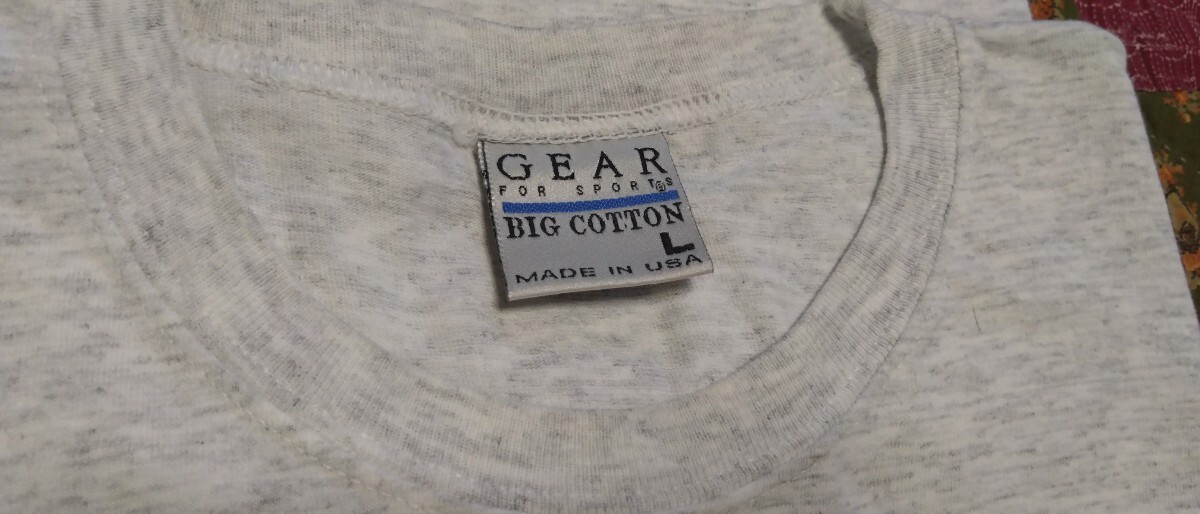 GEAR
FOR SPORTS®
BIG COTTON
L
MADE IN USA